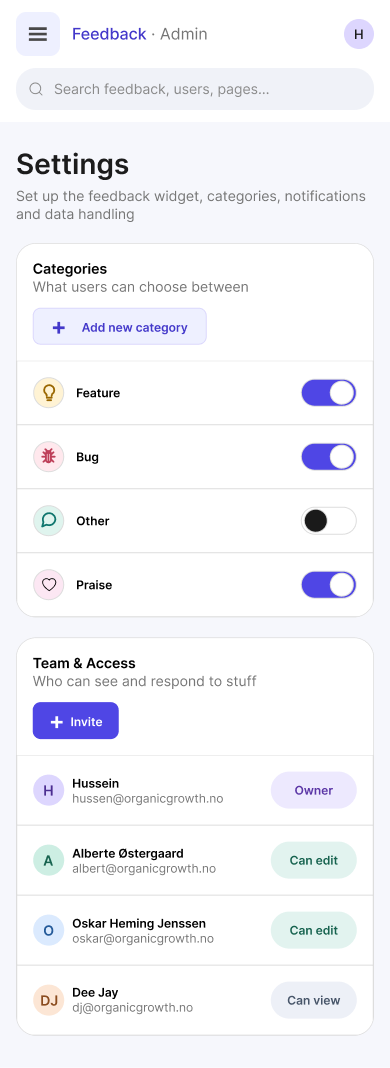 Feedback · Admin
H
Search feedback, users, pages...
Settings
Set up the feedback widget, categories, notifications
and data handling
Categories
What users can choose between
Add new category
Feature
Bug
Other
Praise
Team & Access
Who can see and respond to stuff
Invite
H
Hussein
hussen@organicgrowth.no
Owner
A
Alberte Østergaard
albert@organicgrowth.no
Can edit
O
Oskar Heming Jenssen
oskar@organicgrowth.no
Can edit
DJ
Dee Jay
dj@organicgrowth.no
Can view